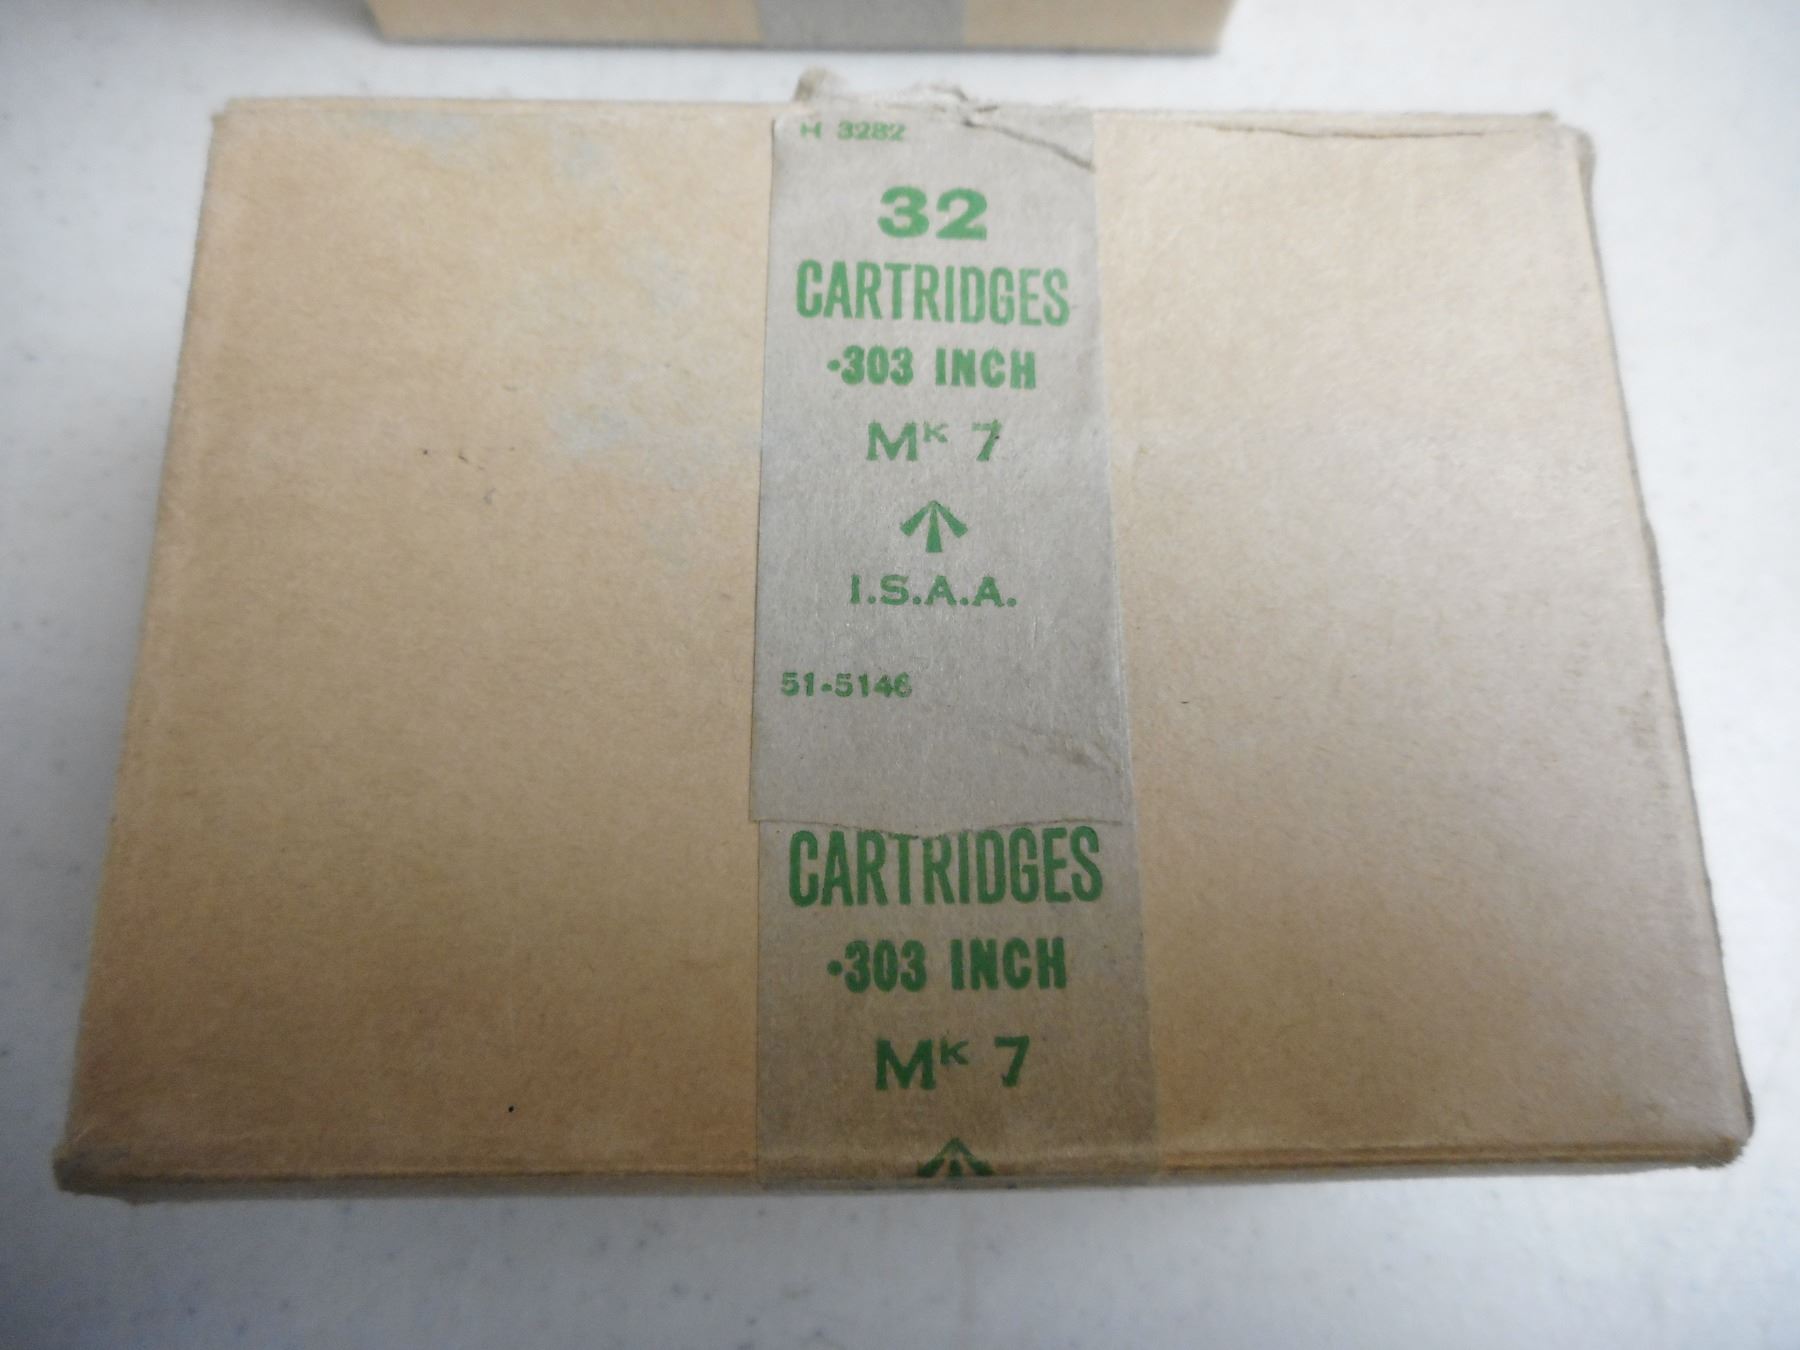 H 3282
32
CARTRIDGES
·303 INCH
Mᴷ 7
I.S.A.A.
51-5146
CARTRIDGES
·303 INCH
Mᴷ 7